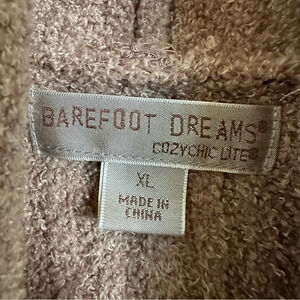 BAREFOOT DREAMS®
COZYCHIC LITE®
XL
MADE IN
CHINA